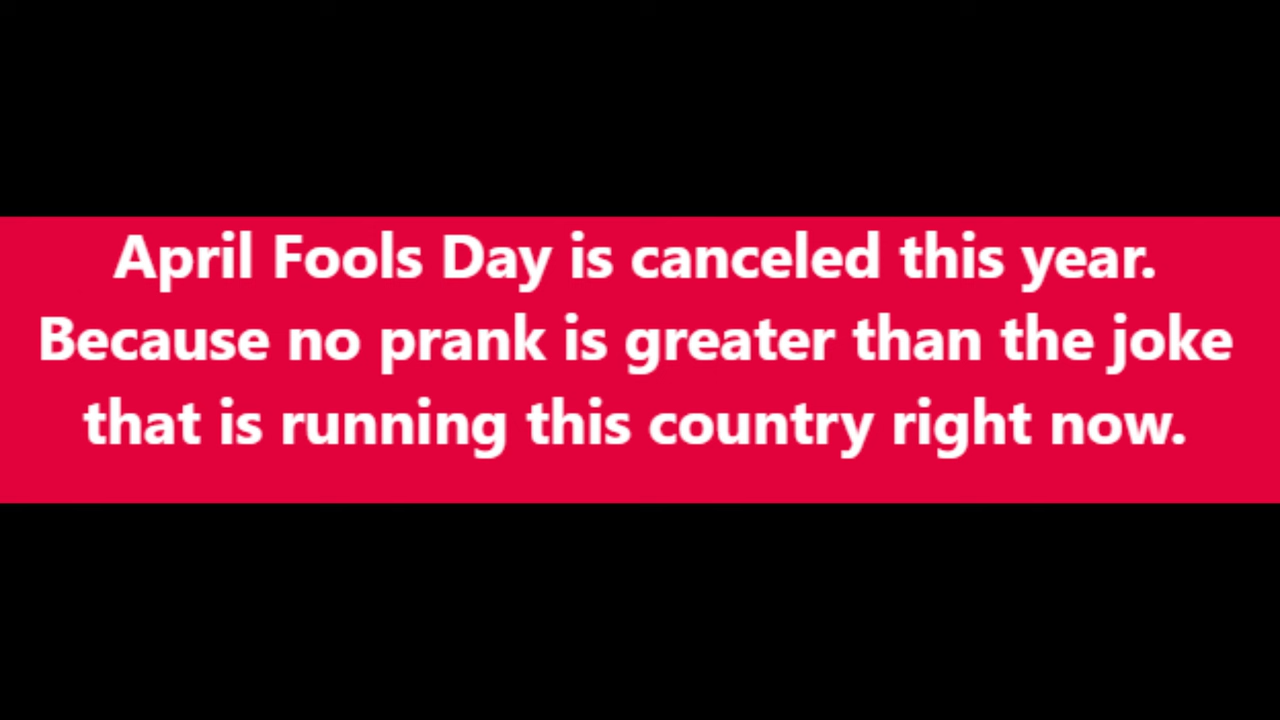 April Fools Day is canceled this year.
Because no prank is greater than the joke
that is running this country right now.